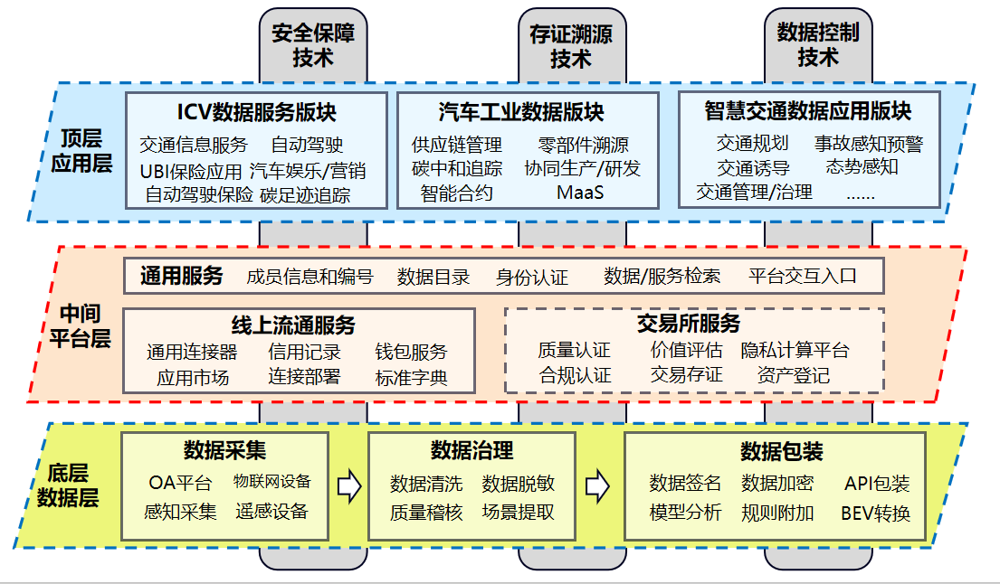 安全保障
技术
存证溯源
技术
数据控制
技术
顶层
应用层
ICV数据服务版块
交通信息服务 自动驾驶
UBI保险应用 汽车娱乐/营销
自动驾驶保险 碳足迹追踪
汽车工业数据版块
供应链管理 零部件溯源
碳中和追踪 协同生产/研发
智能合约 MaaS
智慧交通数据应用版块
交通规划 事故感知预警
交通诱导 态势感知
交通管理/治理 ......
中间
平台层
通用服务 成员信息和编号 数据目录 身份认证 数据/服务检索 平台交互入口
线上流通服务
通用连接器 信用记录 钱包服务
应用市场 连接部署 标准字典
交易所服务
质量认证 价值评估 隐私计算平台
合规认证 交易存证 资产登记
底层
数据层
数据采集
OA平台 物联网设备
感知采集 遥感设备
数据治理
数据清洗 数据脱敏
质量稽核 场景提取
数据包装
数据签名 数据加密 API包装
模型分析 规则附加 BEV转换